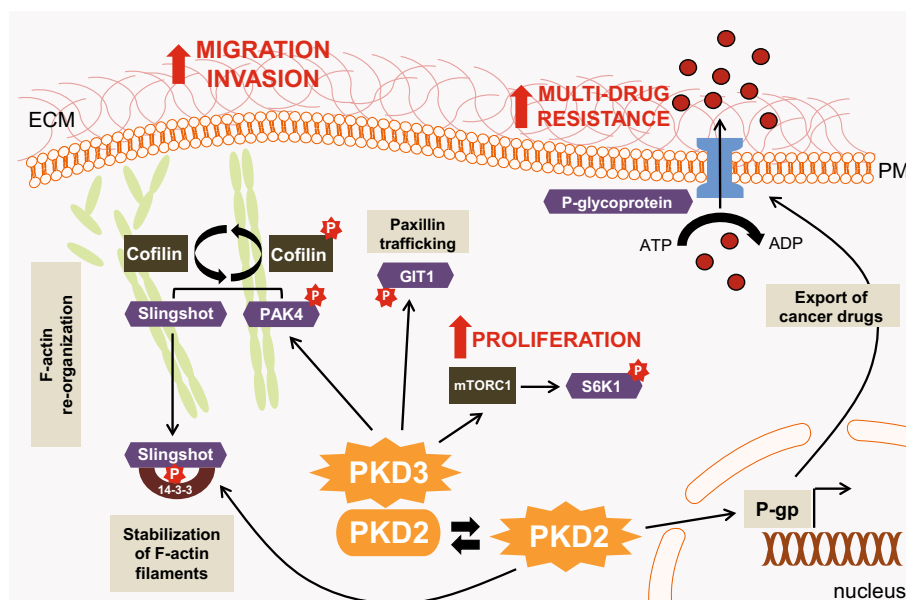 MIGRATION
INVASION
MULTI-DRUG
RESISTANCE
ECM
PM
P-glycoprotein
ATP
ADP
Paxillin
trafficking
P
Cofilin
Cofilin
GIT1
P
Slingshot
PAK4
P
Export of
cancer drugs
F-actin
re-organization
PROLIFERATION
mTORC1
S6K1
P
Slingshot
P
14-3-3
PKD3
PKD2
PKD2
P-gp
Stabilization
of F-actin
filaments
nucleus